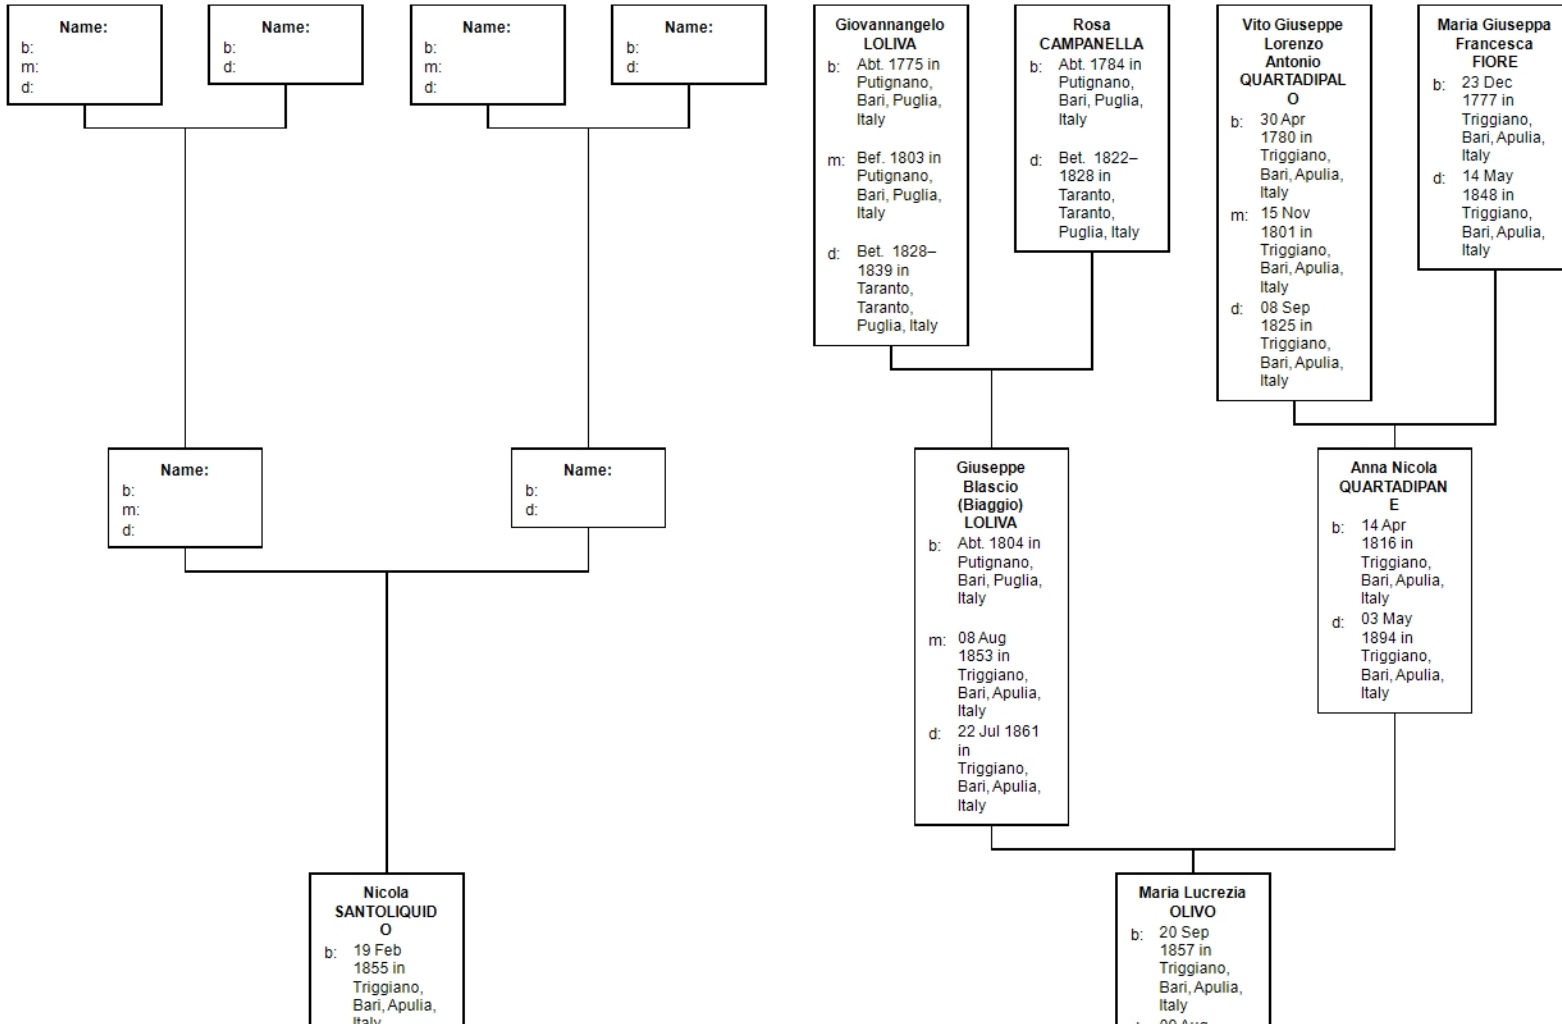 Name:
b:
m:
d:
Name:
b:
d:
Name:
b:
m:
d:
Name:
b:
d:
Giovannangelo
LOLIVA
b: Abt. 1775 in
Putignano,
Bari, Puglia,
Italy
m: Bef. 1803 in
Putignano,
Bari, Puglia,
Italy
d: Bet. 1828–
1839 in
Taranto,
Taranto,
Puglia, Italy
Rosa
CAMPANELLA
b: Abt. 1784 in
Putignano,
Bari, Puglia,
Italy
d: Bet. 1822–
1828 in
Taranto,
Taranto,
Puglia, Italy
Vito Giuseppe
Lorenzo
Antonio
QUARTADIPAL
O
b: 30 Apr
1780 in
Triggiano,
Bari, Apulia,
Italy
m: 15 Nov
1801 in
Triggiano,
Bari, Apulia,
Italy
d: 08 Sep
1825 in
Triggiano,
Bari, Apulia,
Italy
Maria Giuseppa
Francesca
FIORE
b: 23 Dec
1777 in
Triggiano,
Bari, Apulia,
Italy
d: 14 May
1848 in
Triggiano,
Bari, Apulia,
Italy
Name:
b:
m:
d:
Name:
b:
d:
Giuseppe
Blascio
(Biaggio)
LOLIVA
b: Abt. 1804 in
Putignano,
Bari, Puglia,
Italy
m: 08 Aug
1853 in
Triggiano,
Bari, Apulia,
Italy
d: 22 Jul 1861
in
Triggiano,
Bari, Apulia,
Italy
Anna Nicola
QUARTADIPAN
E
b: 14 Apr
1816 in
Triggiano,
Bari, Apulia,
Italy
d: 03 May
1894 in
Triggiano,
Bari, Apulia,
Italy
Nicola
SANTOLIQUID
O
b: 19 Feb
1855 in
Triggiano,
Bari, Apulia,
Italy
Maria Lucrezia
OLIVO
b: 20 Sep
1857 in
Triggiano,
Bari, Apulia,
Italy
09 Aug